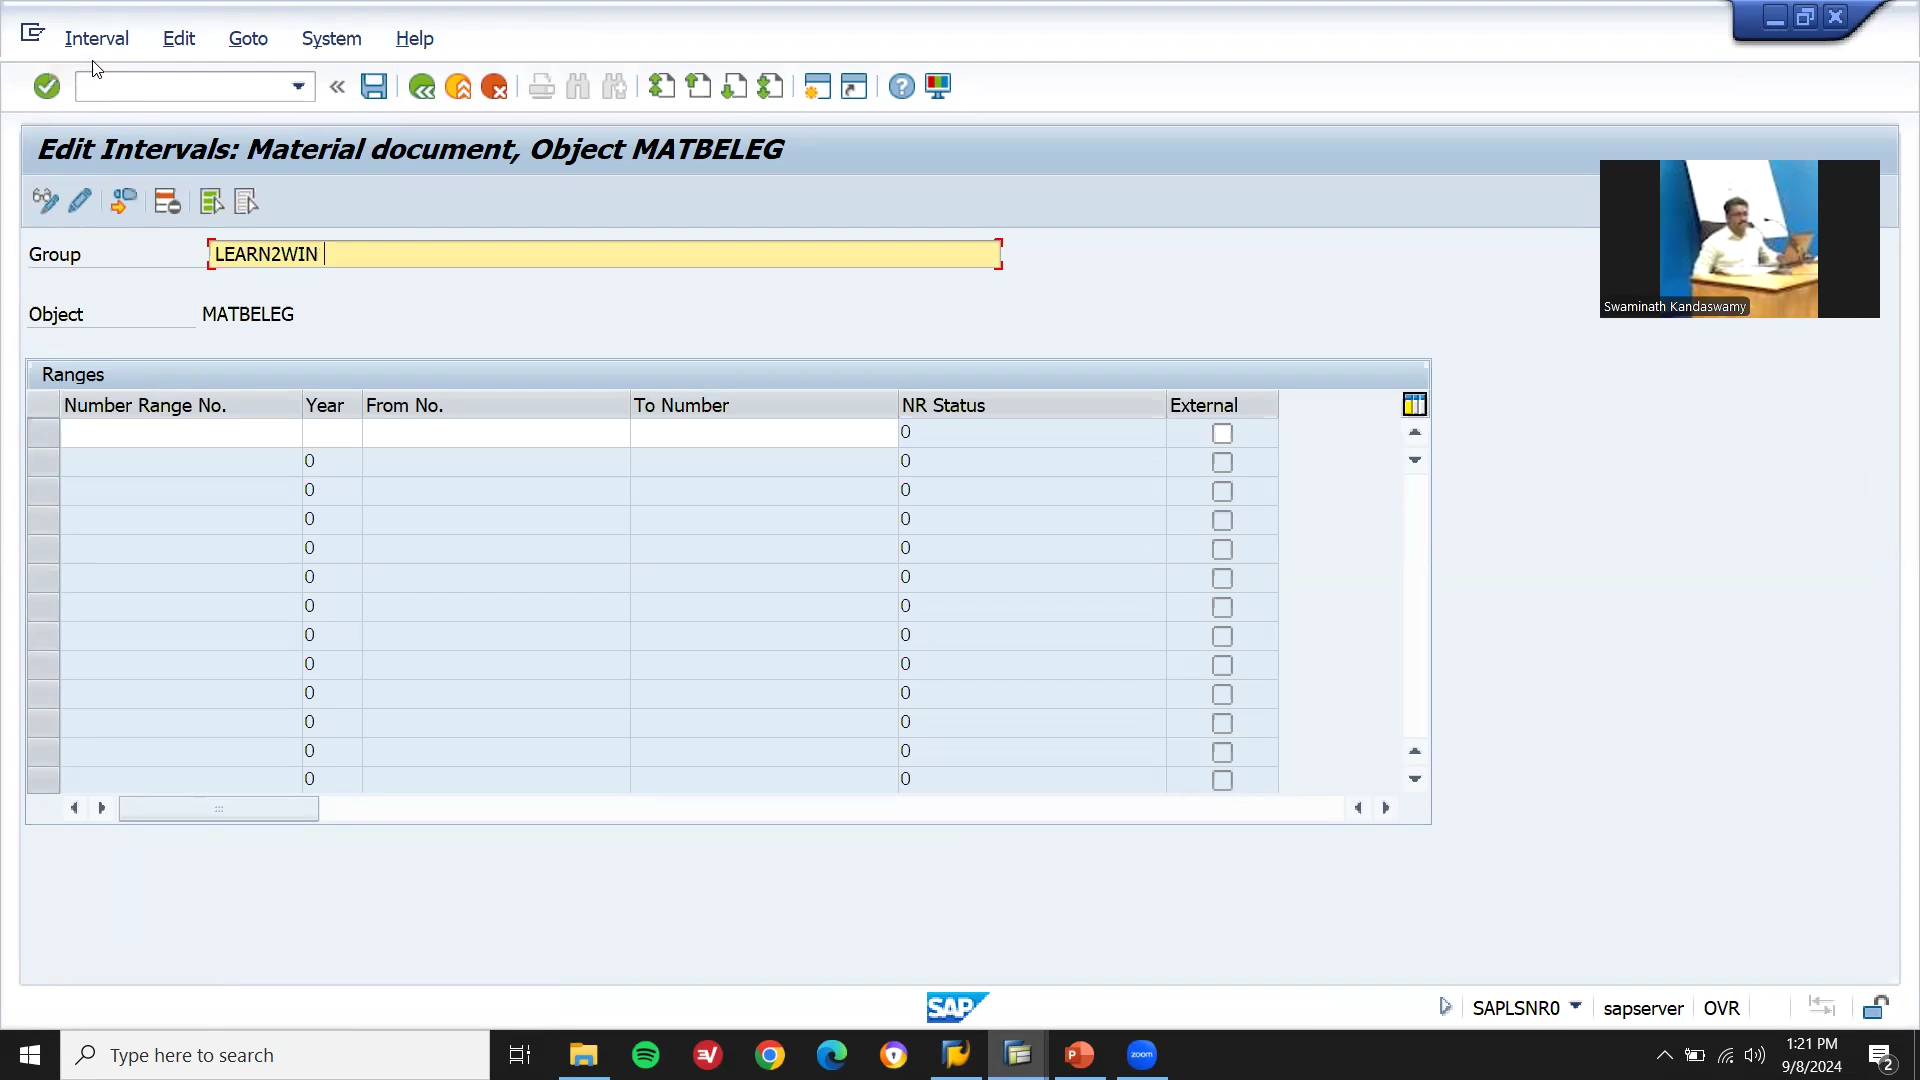 Interval Edit Goto System Help
Edit Intervals: Material document, Object MATBELEG
Group LEARN2WIN
Object MATBELEG
Swaminath Kandaswamy
Ranges
Number Range No. Year From No. To Number NR Status External
0
0 0
0 0
0 0
0 0
0 0
0 0
0 0
0 0
0 0
0 0
0 0
0 0
SAP
SAPLSNR0 sapserver OVR
Type here to search
zoom
1:21 PM
9/8/2024
2